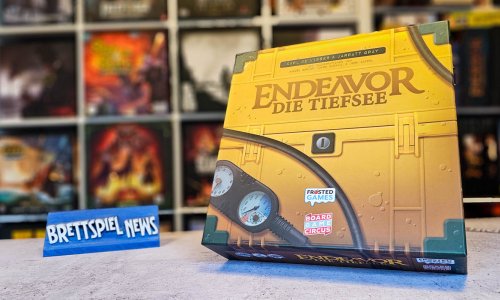 CARL DE VISSER & JARRATT GRAY
ENDEAVOR
DIE TIEFSEE
FROSTED
GAMES
BOARD
GAME
CIRCUS
BRETTSPIEL NEWS
ENDEAVOR